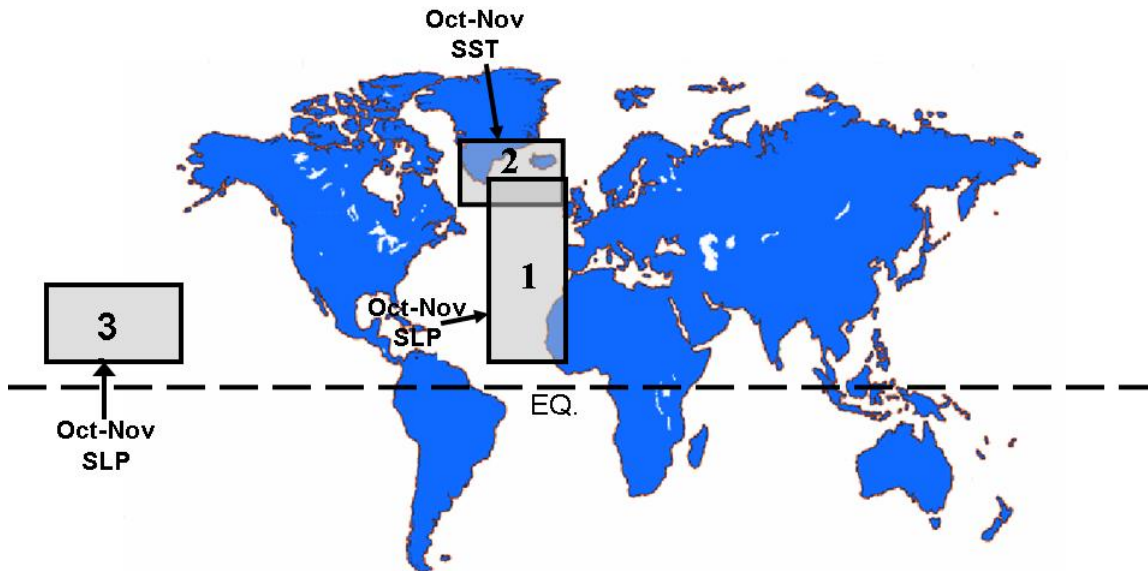 Oct-Nov
SST
2
1
3
Oct-Nov
SLP
EQ.
Oct-Nov
SLP